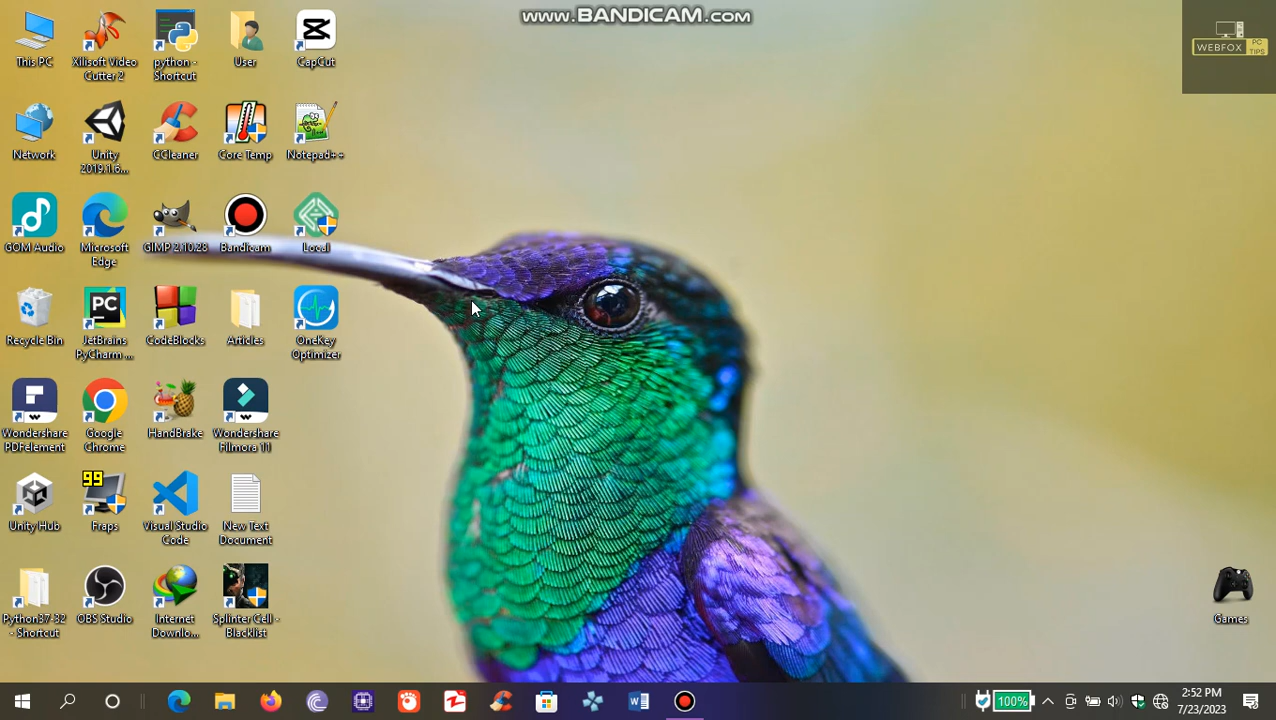 www.BANDICAM.com
WEBFOX PC TIPS
This PC
Xilisoft Video Cutter 2
python - Shortcut
User
CapCut
Network
Unity 2019.1.6...
CCleaner
Core Temp
Notepad++
GOM Audio
Microsoft Edge
GIMP 2.10.28
Bandicam
Local
Recycle Bin
JetBrains PyCharm ...
CodeBlocks
Articles
OneKey Optimizer
Wondershare PDFelement
Google Chrome
HandBrake
Wondershare Filmora 11
Unity Hub
99
Fraps
Visual Studio Code
New Text Document
Python37-32 - Shortcut
OBS Studio
Internet Downlo...
Splinter Cell - Blacklist
Games
100%
2:52 PM
7/23/2023